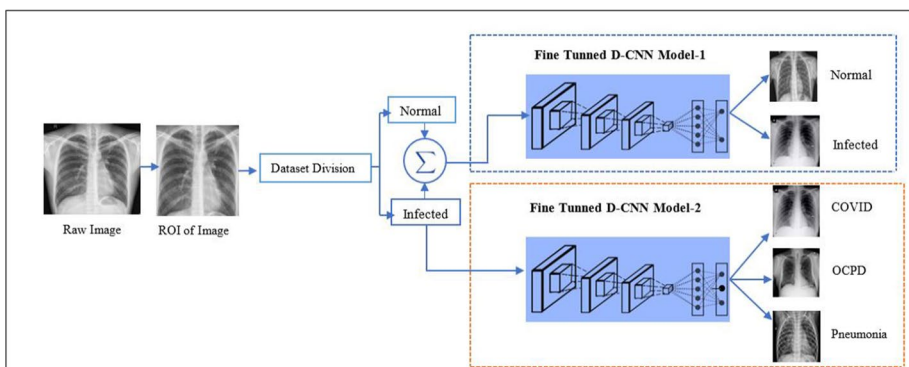 Fine Tunned D-CNN Model-1
Normal
Normal
Σ
Infected
Dataset Division
Raw Image
ROI of Image
Infected
Fine Tunned D-CNN Model-2
COVID
OCPD
Pneumonia